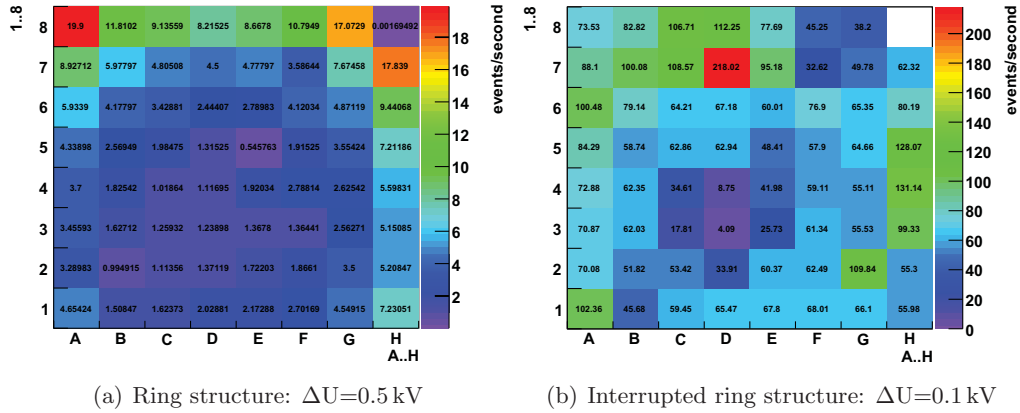 1..8
8 19.9 11.8102 9.13559 8.21525 8.6678 10.7949 17.0729 0.00169492
7 8.92712 5.97797 4.80508 4.5 4.77797 3.58644 7.67458 17.839
6 5.9339 4.17797 3.42881 2.44407 2.78983 4.12034 4.87119 9.44068
5 4.33898 2.56949 1.98475 1.31525 0.545763 1.91525 3.55424 7.21186
4 3.7 1.82542 1.01864 1.11695 1.92034 2.78814 2.62542 5.59831
3 3.45593 1.62712 1.25932 1.23898 1.3678 1.36441 2.56271 5.15085
2 3.28983 0.994915 1.11356 1.37119 1.72203 1.8661 3.5 5.20847
1 4.65424 1.50847 1.62373 2.02881 2.17288 2.70169 4.54915 7.23051
A B C D E F G H
A..H
events/second
18
16
14
12
10
8
6
4
2
(a) Ring structure: ΔU=0.5 kV
1..8
8 73.53 82.82 106.71 112.25 77.69 45.25 38.2
7 88.1 100.08 108.57 218.02 95.18 32.62 49.78 62.32
6 100.48 79.14 64.21 67.18 60.01 76.9 65.35 80.19
5 84.29 58.74 62.86 62.94 48.41 57.9 64.66 128.07
4 72.88 62.35 34.61 8.75 41.98 59.11 55.11 131.14
3 70.87 62.03 17.81 4.09 25.73 61.34 55.53 99.33
2 70.08 51.82 53.42 33.91 60.37 62.49 109.84 55.3
1 102.36 45.68 59.45 65.47 67.8 68.01 66.1 55.98
A B C D E F G H
A..H
events/second
200
180
160
140
120
100
80
60
40
20
0
(b) Interrupted ring structure: ΔU=0.1 kV